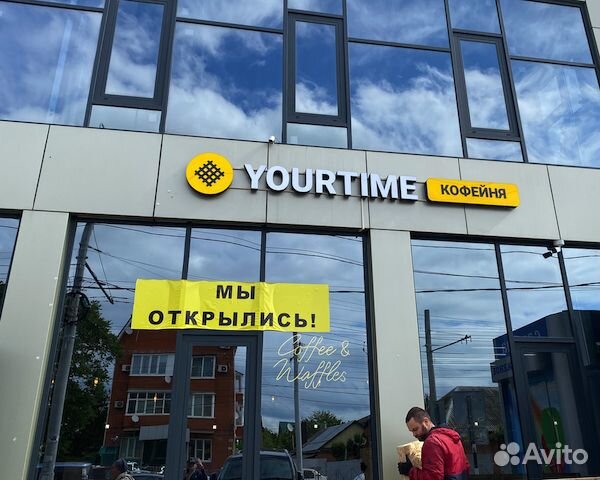 YOURTIME КОФЕЙНЯ
МЫ
ОТКРЫЛИСЬ!
Coffee &
Waffles
Avito